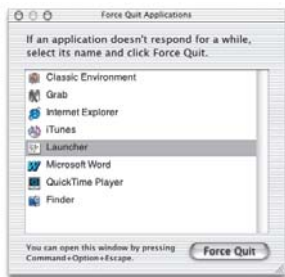 Force Quit Applications
If an application doesn't respond for a while,
select its name and click Force Quit.
Classic Environment
Grab
Internet Explorer
iTunes
Launcher
Microsoft Word
QuickTime Player
Finder
You can open this window by pressing
Command+Option+Escape.
Force Quit